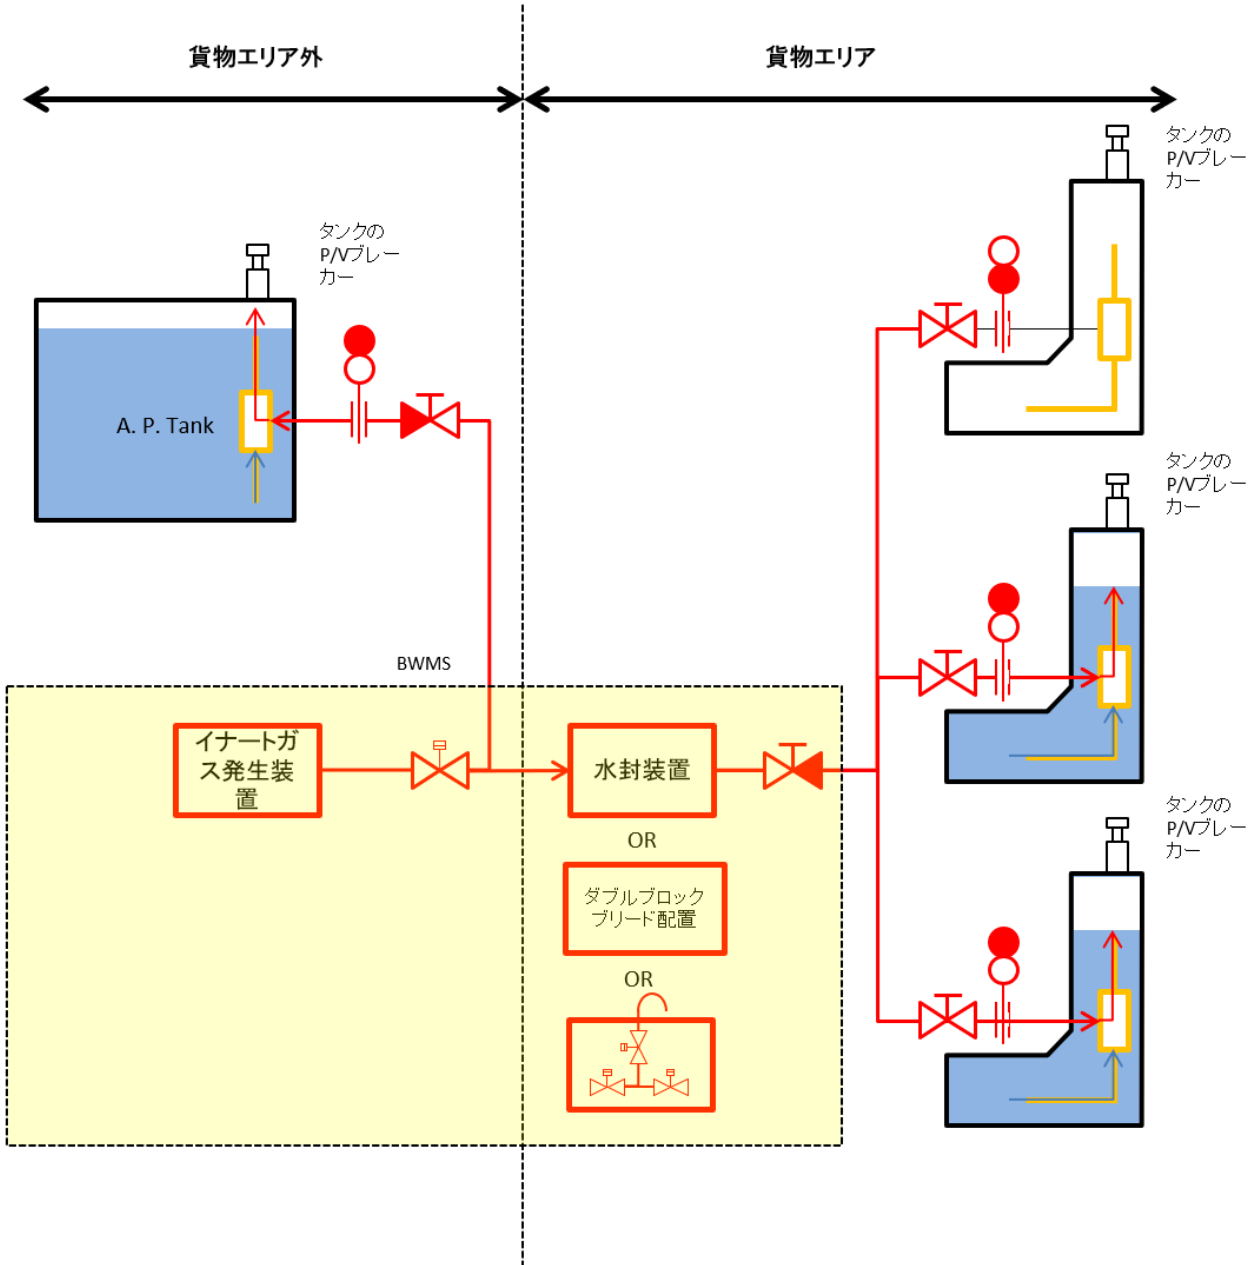 貨物エリア外
貨物エリア
タンクの
P/Vブレー
カー
タンクの
P/Vブレー
カー
A. P. Tank
タンクの
P/Vブレー
カー
BWMS
イナートガ
ス発生装
置
水封装置
OR
ダブルブロック
ブリード配置
OR
タンクの
P/Vブレー
カー